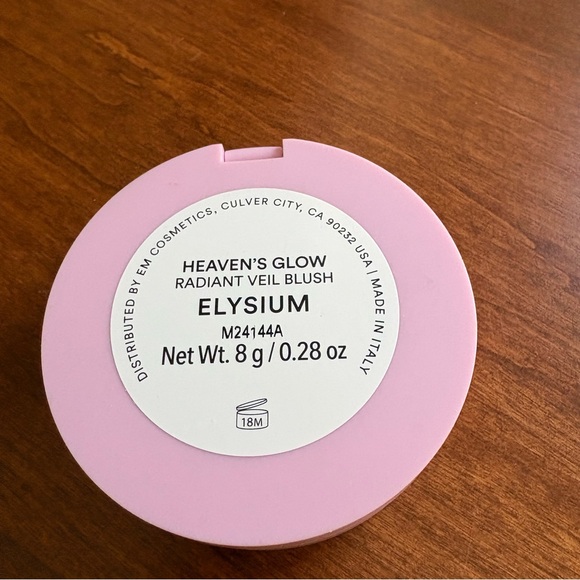 DISTRIBUTED BY EM COSMETICS, CULVER CITY, CA 90232 USA | MADE IN ITALY
HEAVEN'S GLOW
RADIANT VEIL BLUSH
ELYSIUM
M24144A
Net Wt. 8 g / 0.28 oz
18M